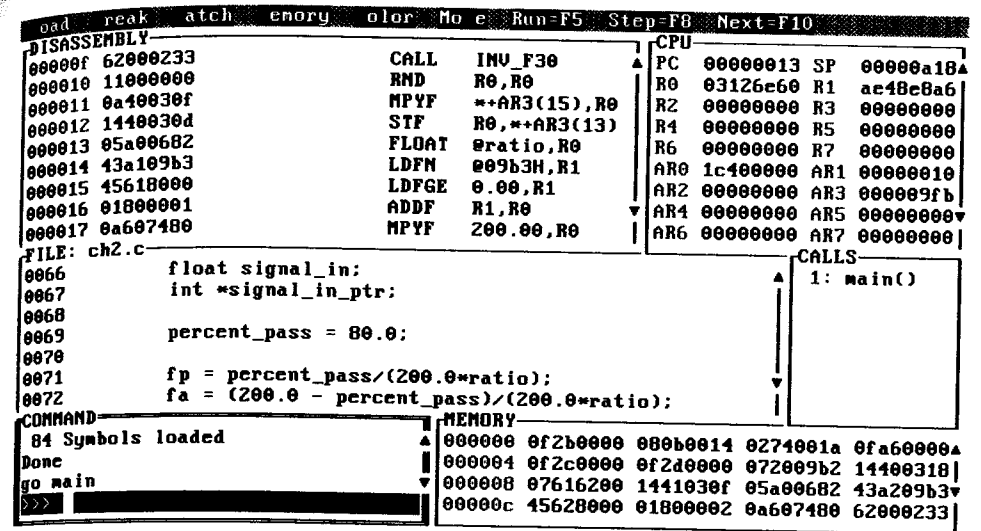 oad reak atch emory olor Mo e Run=F5 Step=F8 Next=F10
DISASSEMBLY
00000f 62000233 CALL INV_F30
000010 11000000 RND R0,R0
000011 0a40030f MPYF *+AR3(15),R0
000012 1440030d STF R0,*+AR3(13)
000013 05a00682 FLOAT @ratio,R0
000014 43a109b3 LDFN @09b3H,R1
000015 45618000 LDFGE 0.00,R1
000016 01800001 ADDF R1,R0
000017 0a607480 MPYF 200.00,R0
CPU
PC 00000013 SP 00000a18
R0 03126e60 R1 ae48e8a6
R2 00000000 R3 00000000
R4 00000000 R5 00000000
R6 00000000 R7 00000000
AR0 1c400000 AR1 00000010
AR2 00000000 AR3 000009fb
AR4 00000000 AR5 00000000
AR6 00000000 AR7 00000000
FILE: ch2.c
0066 float signal_in;
0067 int *signal_in_ptr;
0068
0069 percent_pass = 80.0;
0070
0071 fp = percent_pass/(200.0*ratio);
0072 fa = (200.0 - percent_pass)/(200.0*ratio);
CALLS
1: main()
COMMAND
84 Symbols loaded
Done
go main
>>>
MEMORY
000000 0f2b0000 080b0014 0274001a 0fa60000
000004 0f2c0000 0f2d0000 072009b2 14400318
000008 07616200 1441030f 05a00682 43a209b3
00000c 45628000 01800002 0a607480 62000233